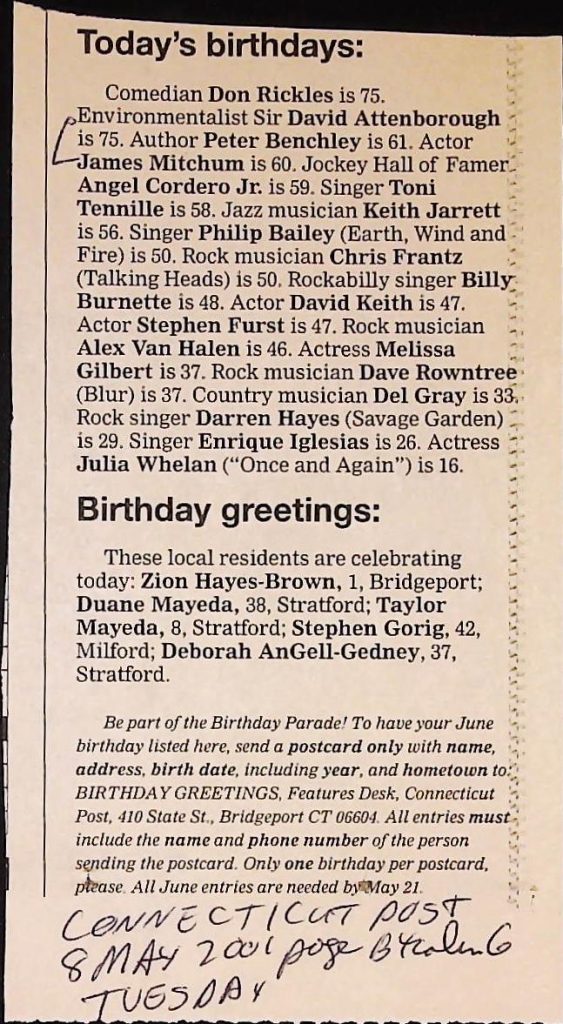 Today's birthdays:
Comedian Don Rickles is 75.
Environmentalist Sir David Attenborough
is 75. Author Peter Benchley is 61. Actor
James Mitchum is 60. Jockey Hall of Famer
Angel Cordero Jr. is 59. Singer Toni
Tennille is 58. Jazz musician Keith Jarrett
is 56. Singer Philip Bailey (Earth, Wind and
Fire) is 50. Rock musician Chris Frantz
(Talking Heads) is 50. Rockabilly singer Billy
Burnette is 48. Actor David Keith is 47.
Actor Stephen Furst is 47. Rock musician
Alex Van Halen is 46. Actress Melissa
Gilbert is 37. Rock musician Dave Rowntree
(Blur) is 37. Country musician Del Gray is 33.
Rock singer Darren Hayes (Savage Garden)
is 29. Singer Enrique Iglesias is 26. Actress
Julia Whelan ("Once and Again") is 16.
Birthday greetings:
These local residents are celebrating
today: Zion Hayes-Brown, 1, Bridgeport;
Duane Mayeda, 38, Stratford; Taylor
Mayeda, 8, Stratford; Stephen Gorig, 42,
Milford; Deborah AnGell-Gedney, 37,
Stratford.
Be part of the Birthday Parade! To have your June
birthday listed here, send a postcard only with name,
address, birth date, including year, and hometown to:
BIRTHDAY GREETINGS, Features Desk, Connecticut
Post, 410 State St., Bridgeport CT 06604. All entries must
include the name and phone number of the person
sending the postcard. Only one birthday per postcard,
please. All June entries are needed by May 21.
CONNECTICUT POST
8 MAY 2001 page B4
TUESDAY